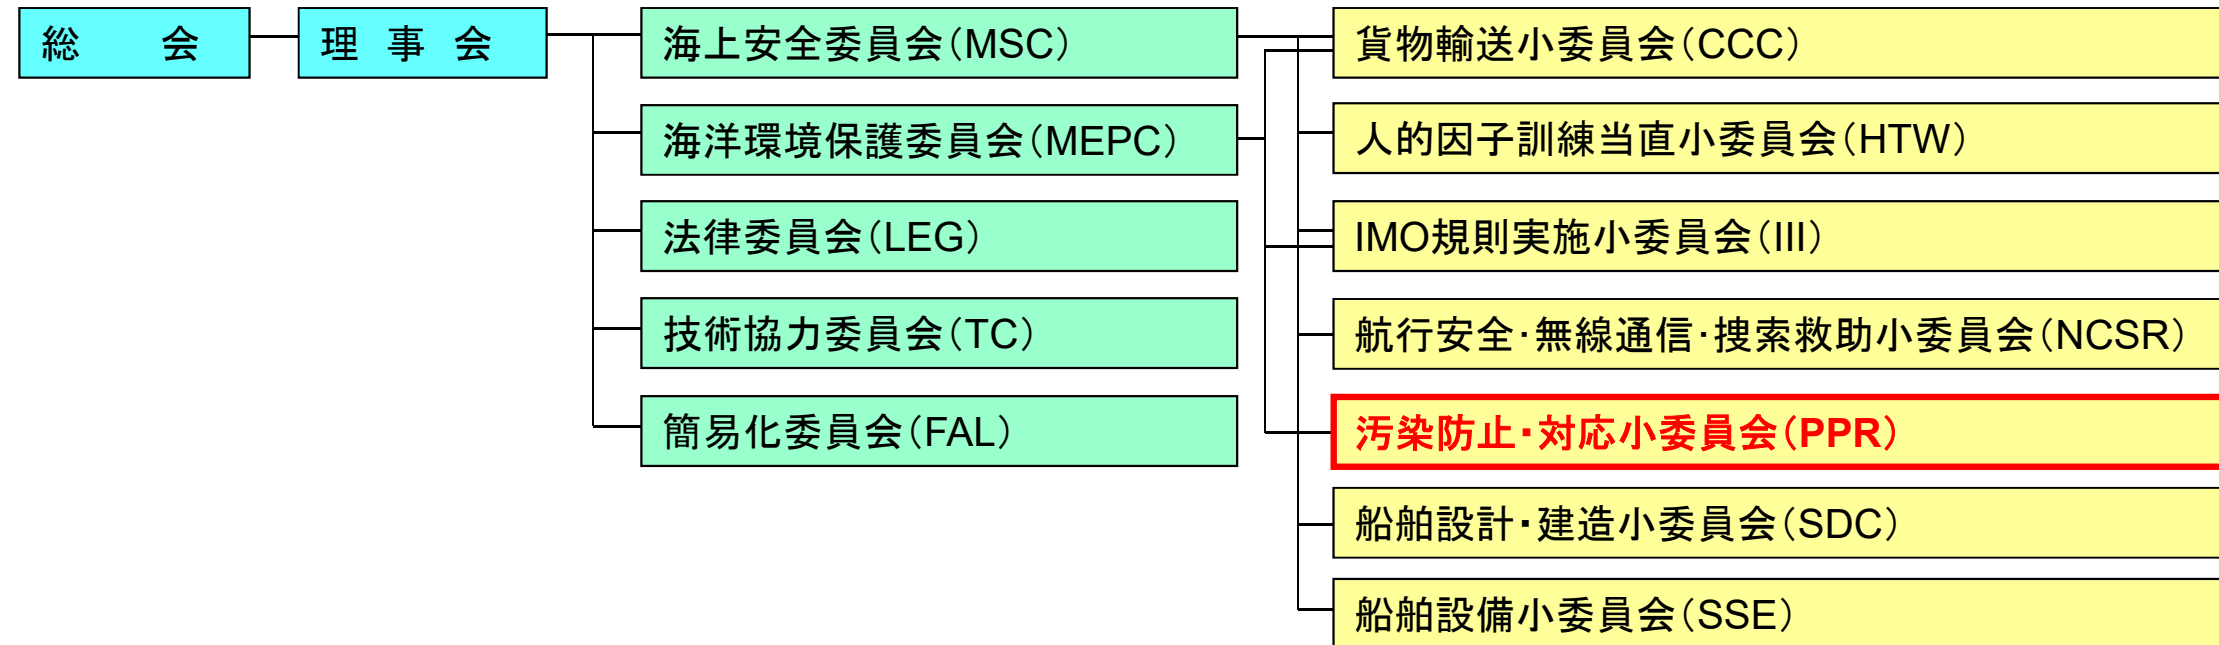 総　会
理 事 会
海上安全委員会(MSC)
海洋環境保護委員会(MEPC)
法律委員会(LEG)
技術協力委員会(TC)
簡易化委員会(FAL)
貨物輸送小委員会(CCC)
人的因子訓練当直小委員会(HTW)
IMO規則実施小委員会(III)
航行安全・無線通信・捜索救助小委員会(NCSR)
汚染防止・対応小委員会(PPR)
船舶設計・建造小委員会(SDC)
船舶設備小委員会(SSE)